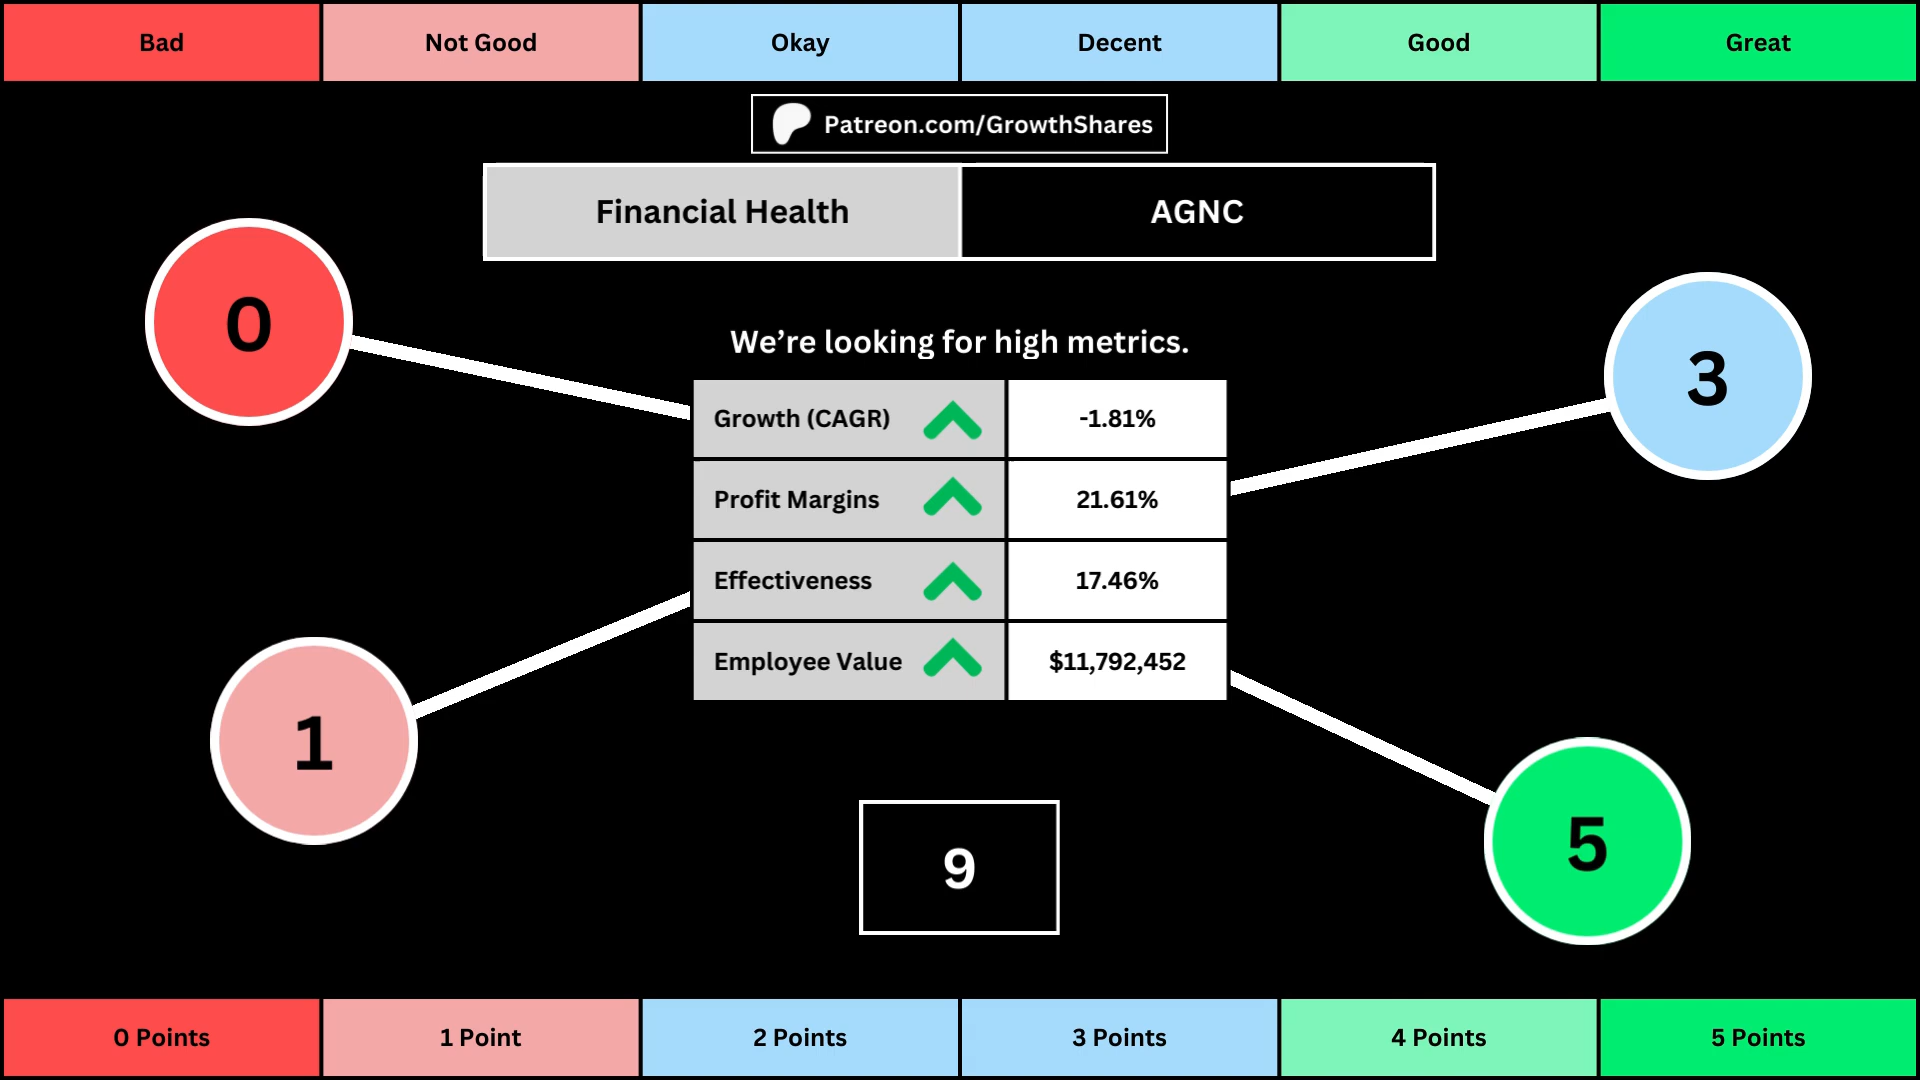 Bad
Not Good
Okay
Decent
Good
Great
Patreon.com/GrowthShares
Financial Health
AGNC
0
3
We’re looking for high metrics.
Growth (CAGR)
-1.81%
Profit Margins
21.61%
Effectiveness
17.46%
Employee Value
$11,792,452
1
5
9
0 Points
1 Point
2 Points
3 Points
4 Points
5 Points